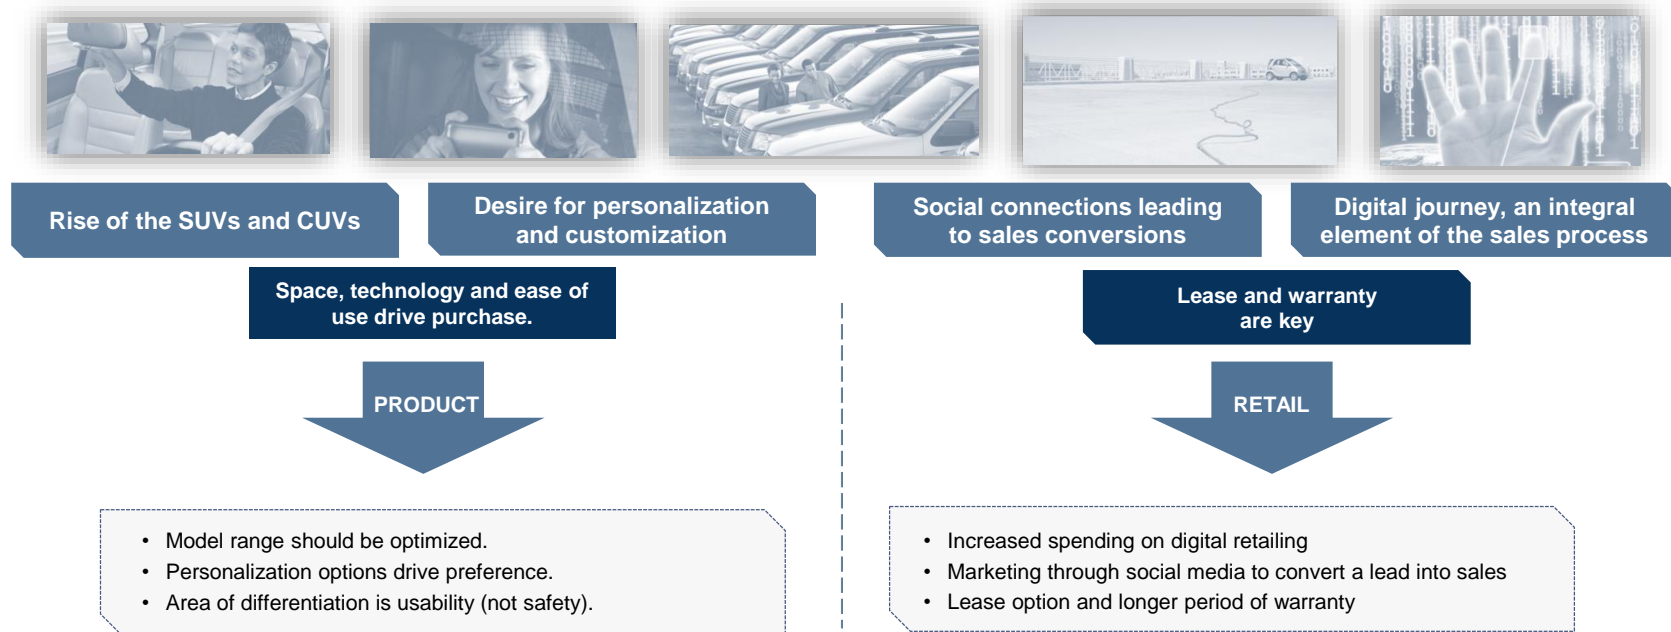 Rise of the SUVs and CUVs
Desire for personalization
and customization
Social connections leading
to sales conversions
Digital journey, an integral
element of the sales process
Space, technology and ease of
use drive purchase.
Lease and warranty
are key
PRODUCT
RETAIL
• Model range should be optimized.
• Personalization options drive preference.
• Area of differentiation is usability (not safety).
• Increased spending on digital retailing
• Marketing through social media to convert a lead into sales
• Lease option and longer period of warranty